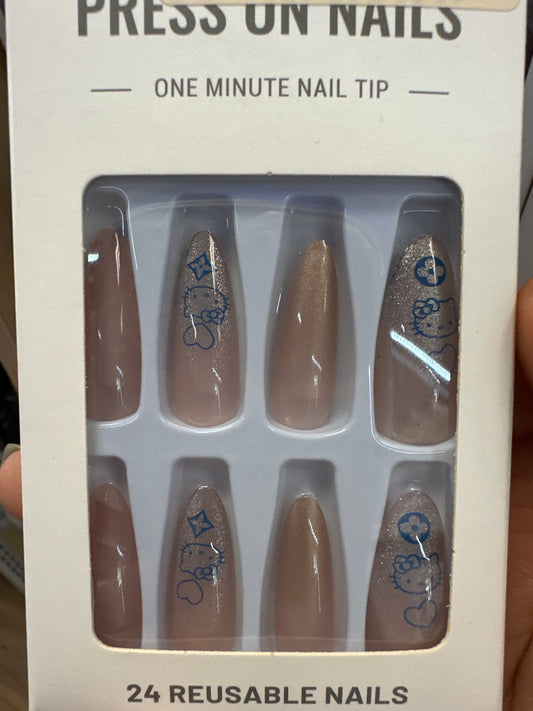 PRESS ON NAILS
ONE MINUTE NAIL TIP
24 REUSABLE NAILS